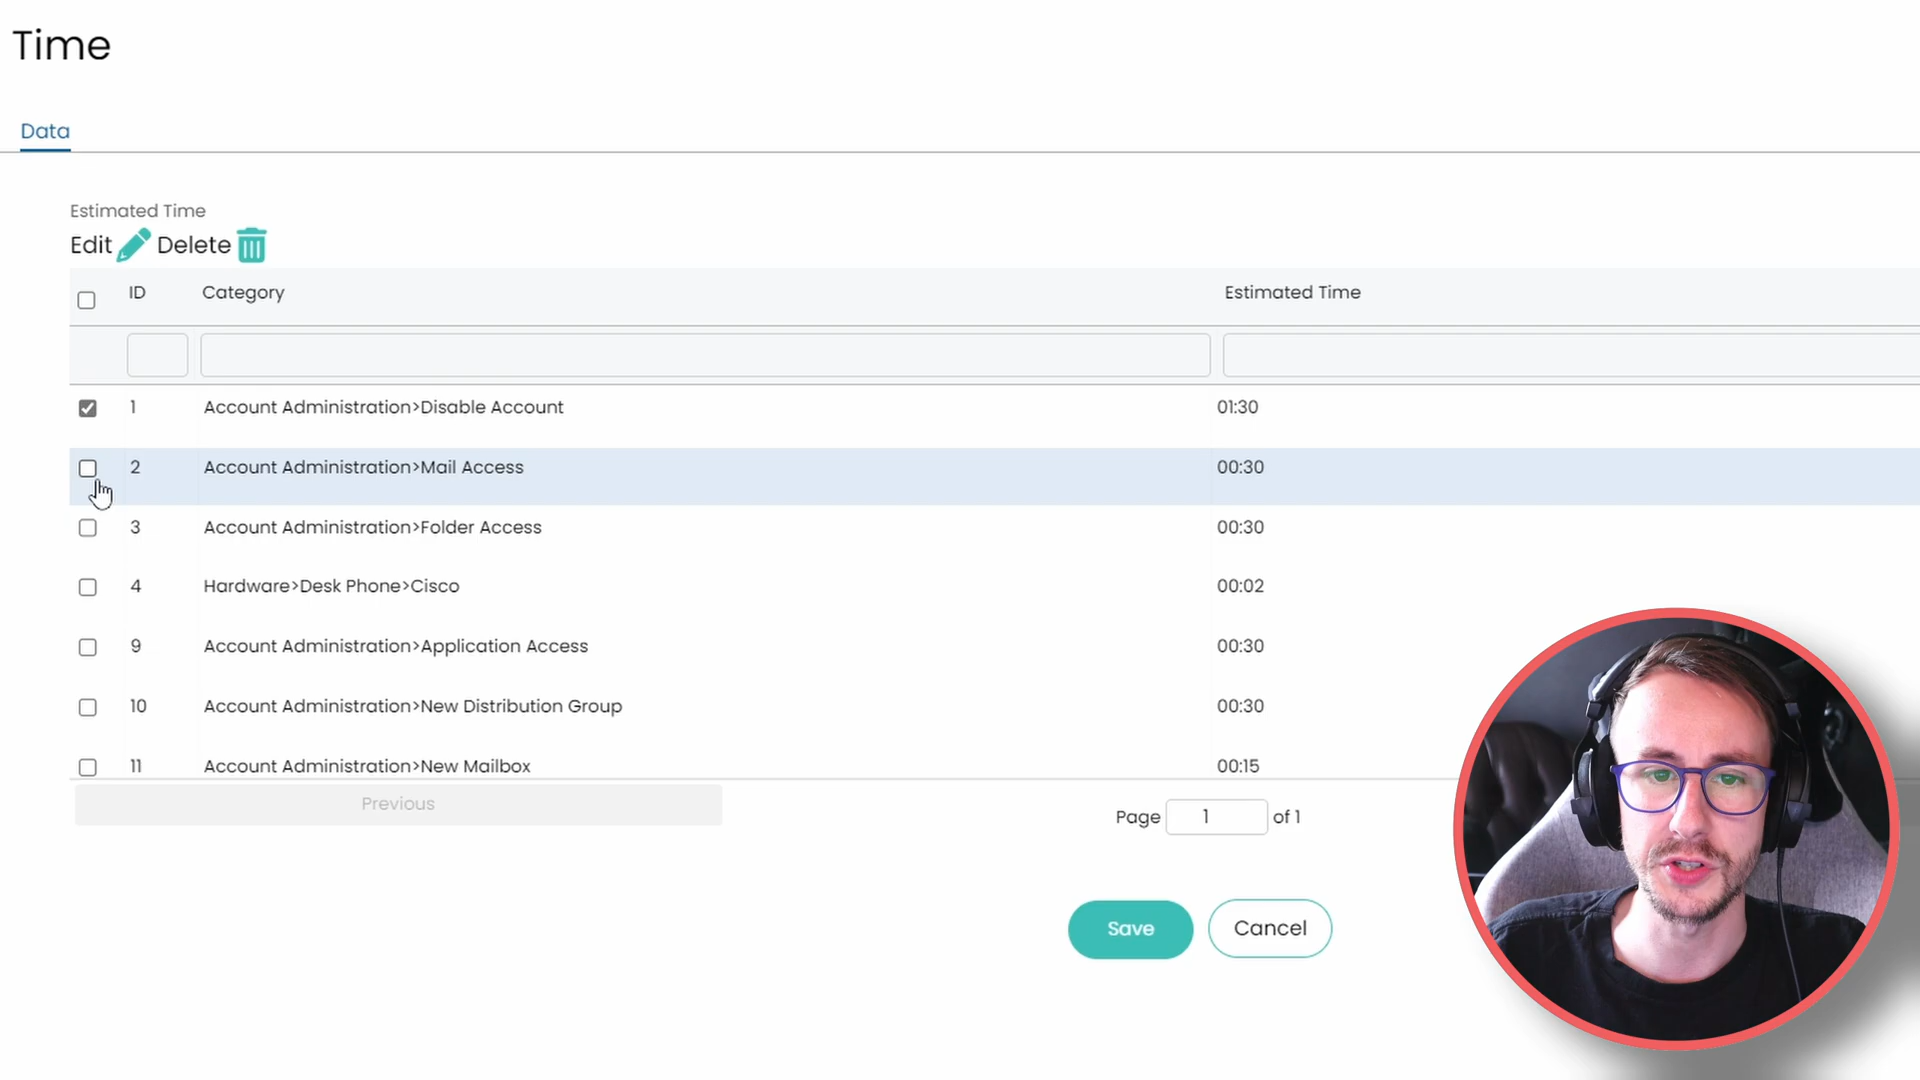 Time
Data
Estimated Time
Edit Delete
ID Category Estimated Time
1 Account Administration>Disable Account 01:30
2 Account Administration>Mail Access 00:30
3 Account Administration>Folder Access 00:30
4 Hardware>Desk Phone>Cisco 00:02
9 Account Administration>Application Access 00:30
10 Account Administration>New Distribution Group 00:30
11 Account Administration>New Mailbox 00:15
Previous Page 1 of 1
Save Cancel